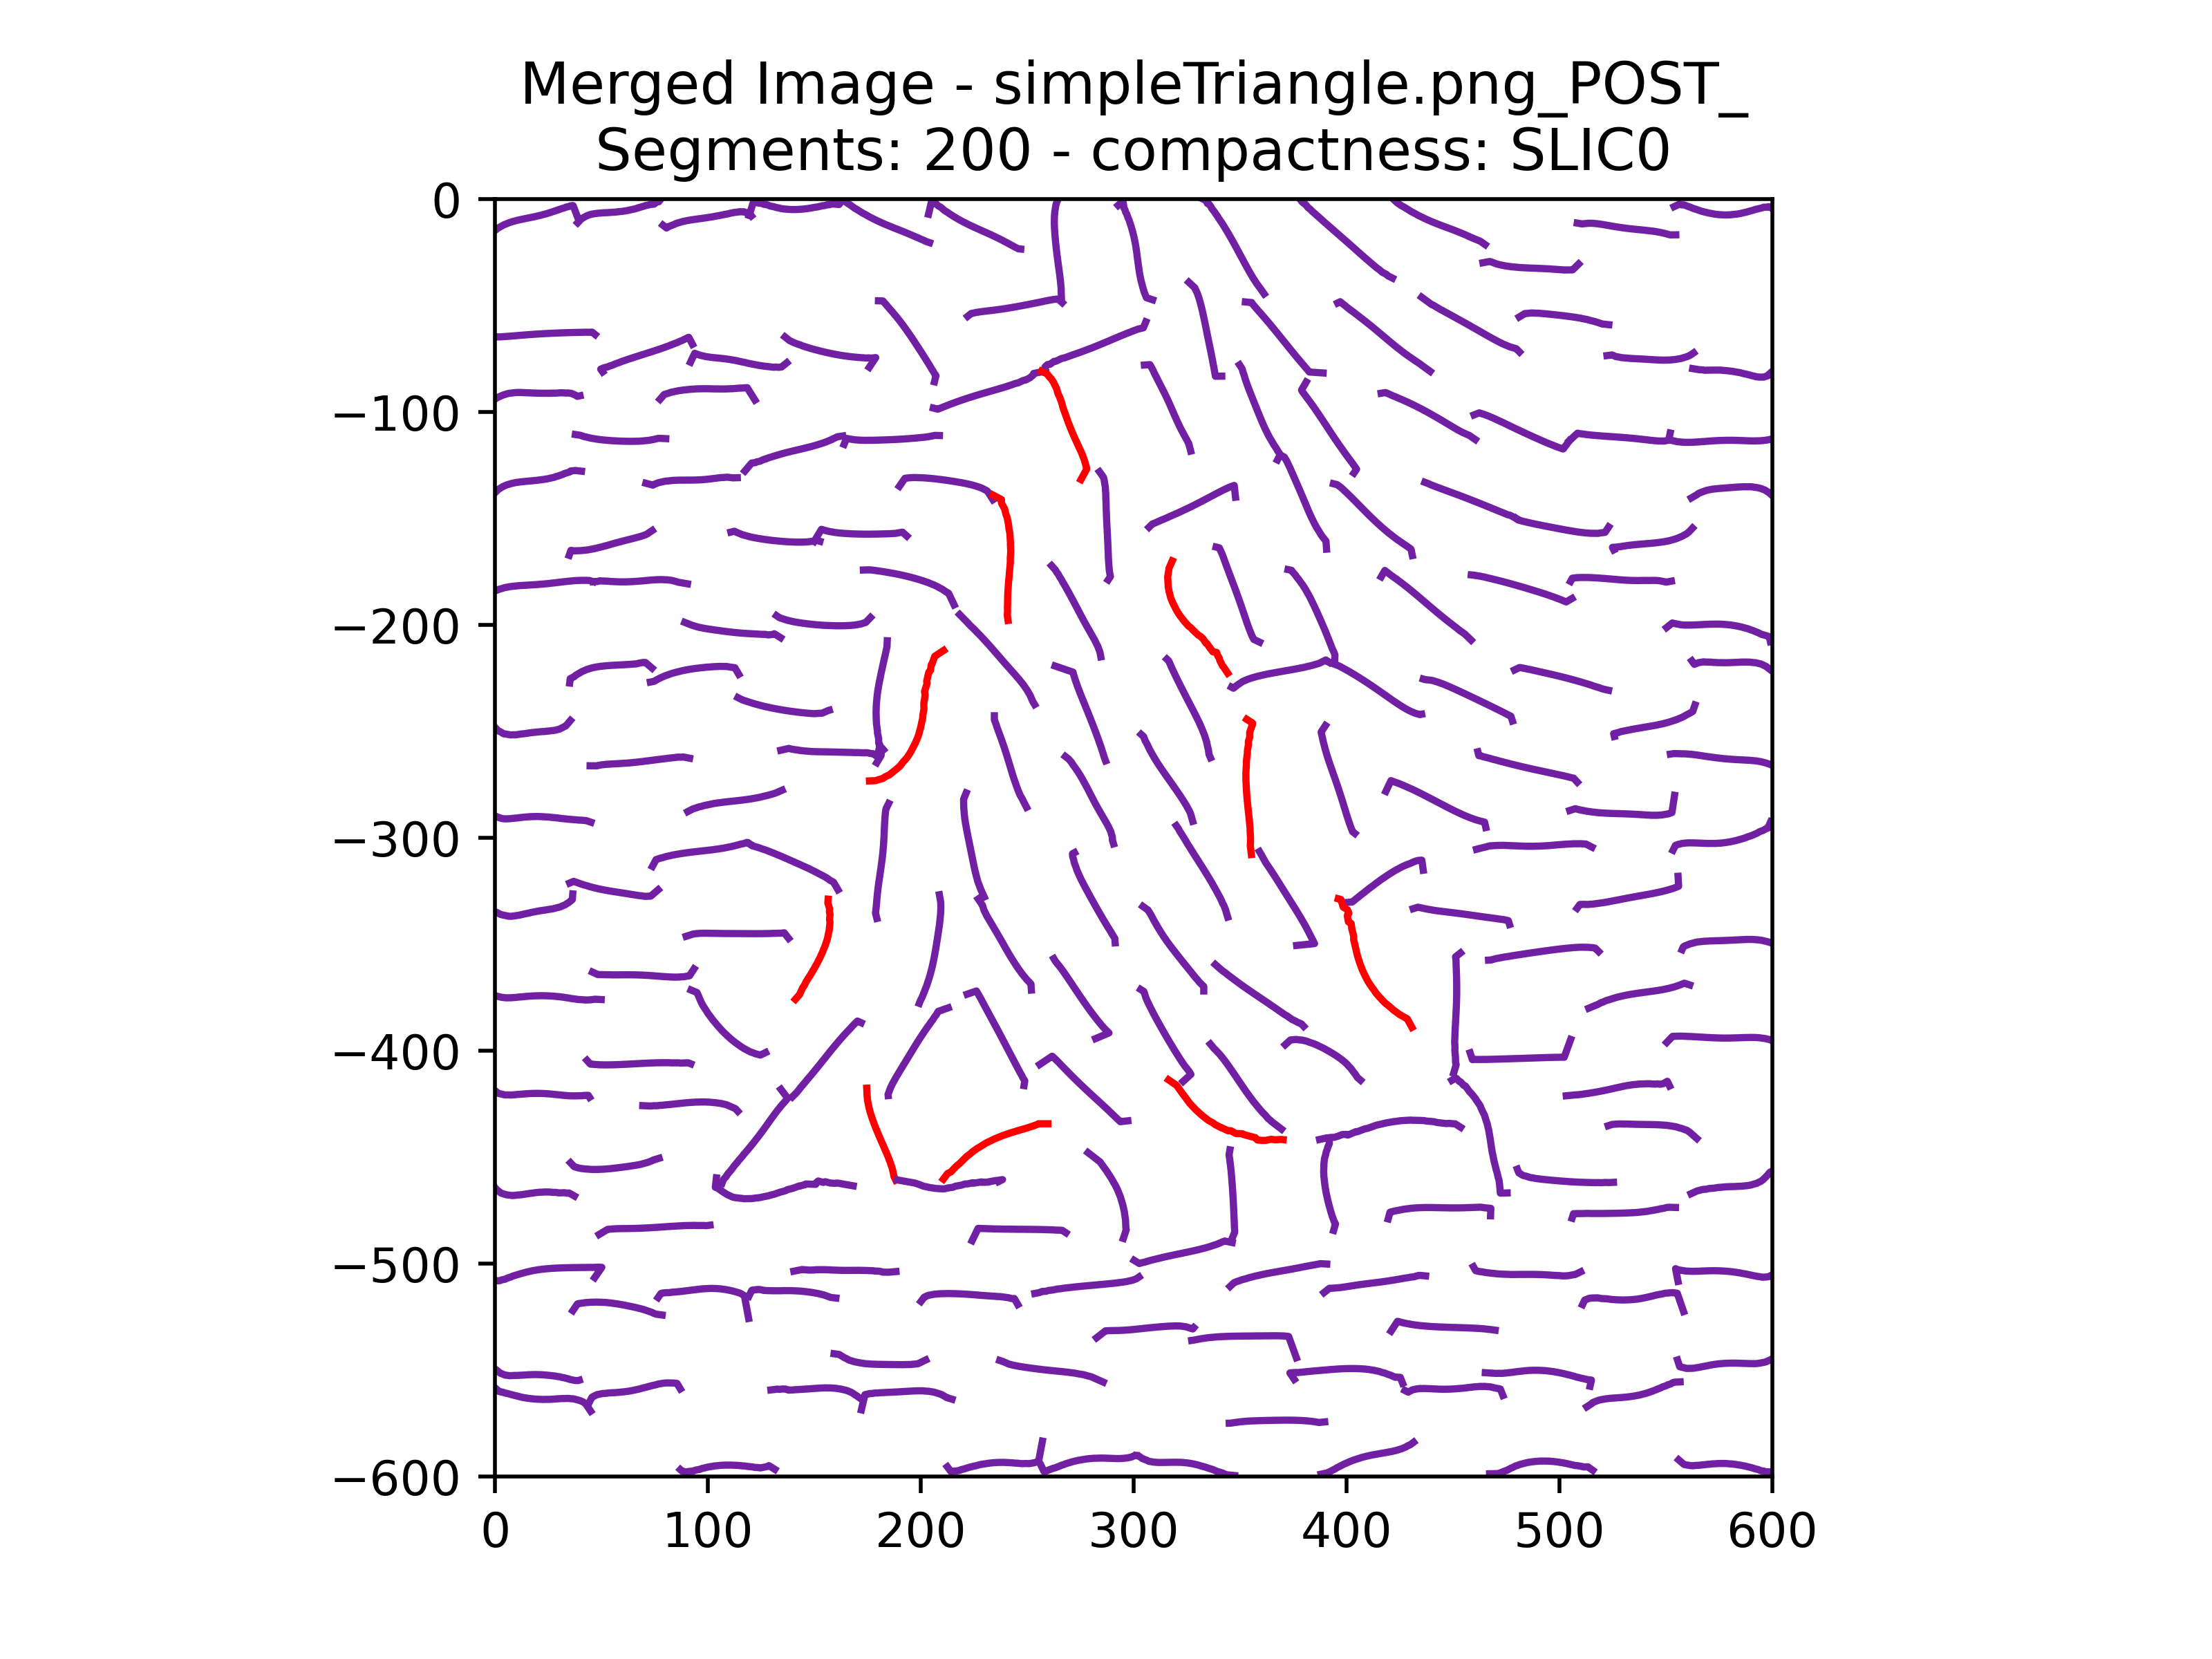 Merged Image - simpleTriangle.png_POST_
Segments: 200 - compactness: SLIC0
0
−100
−200
−300
−400
−500
−600
0 100 200 300 400 500 600